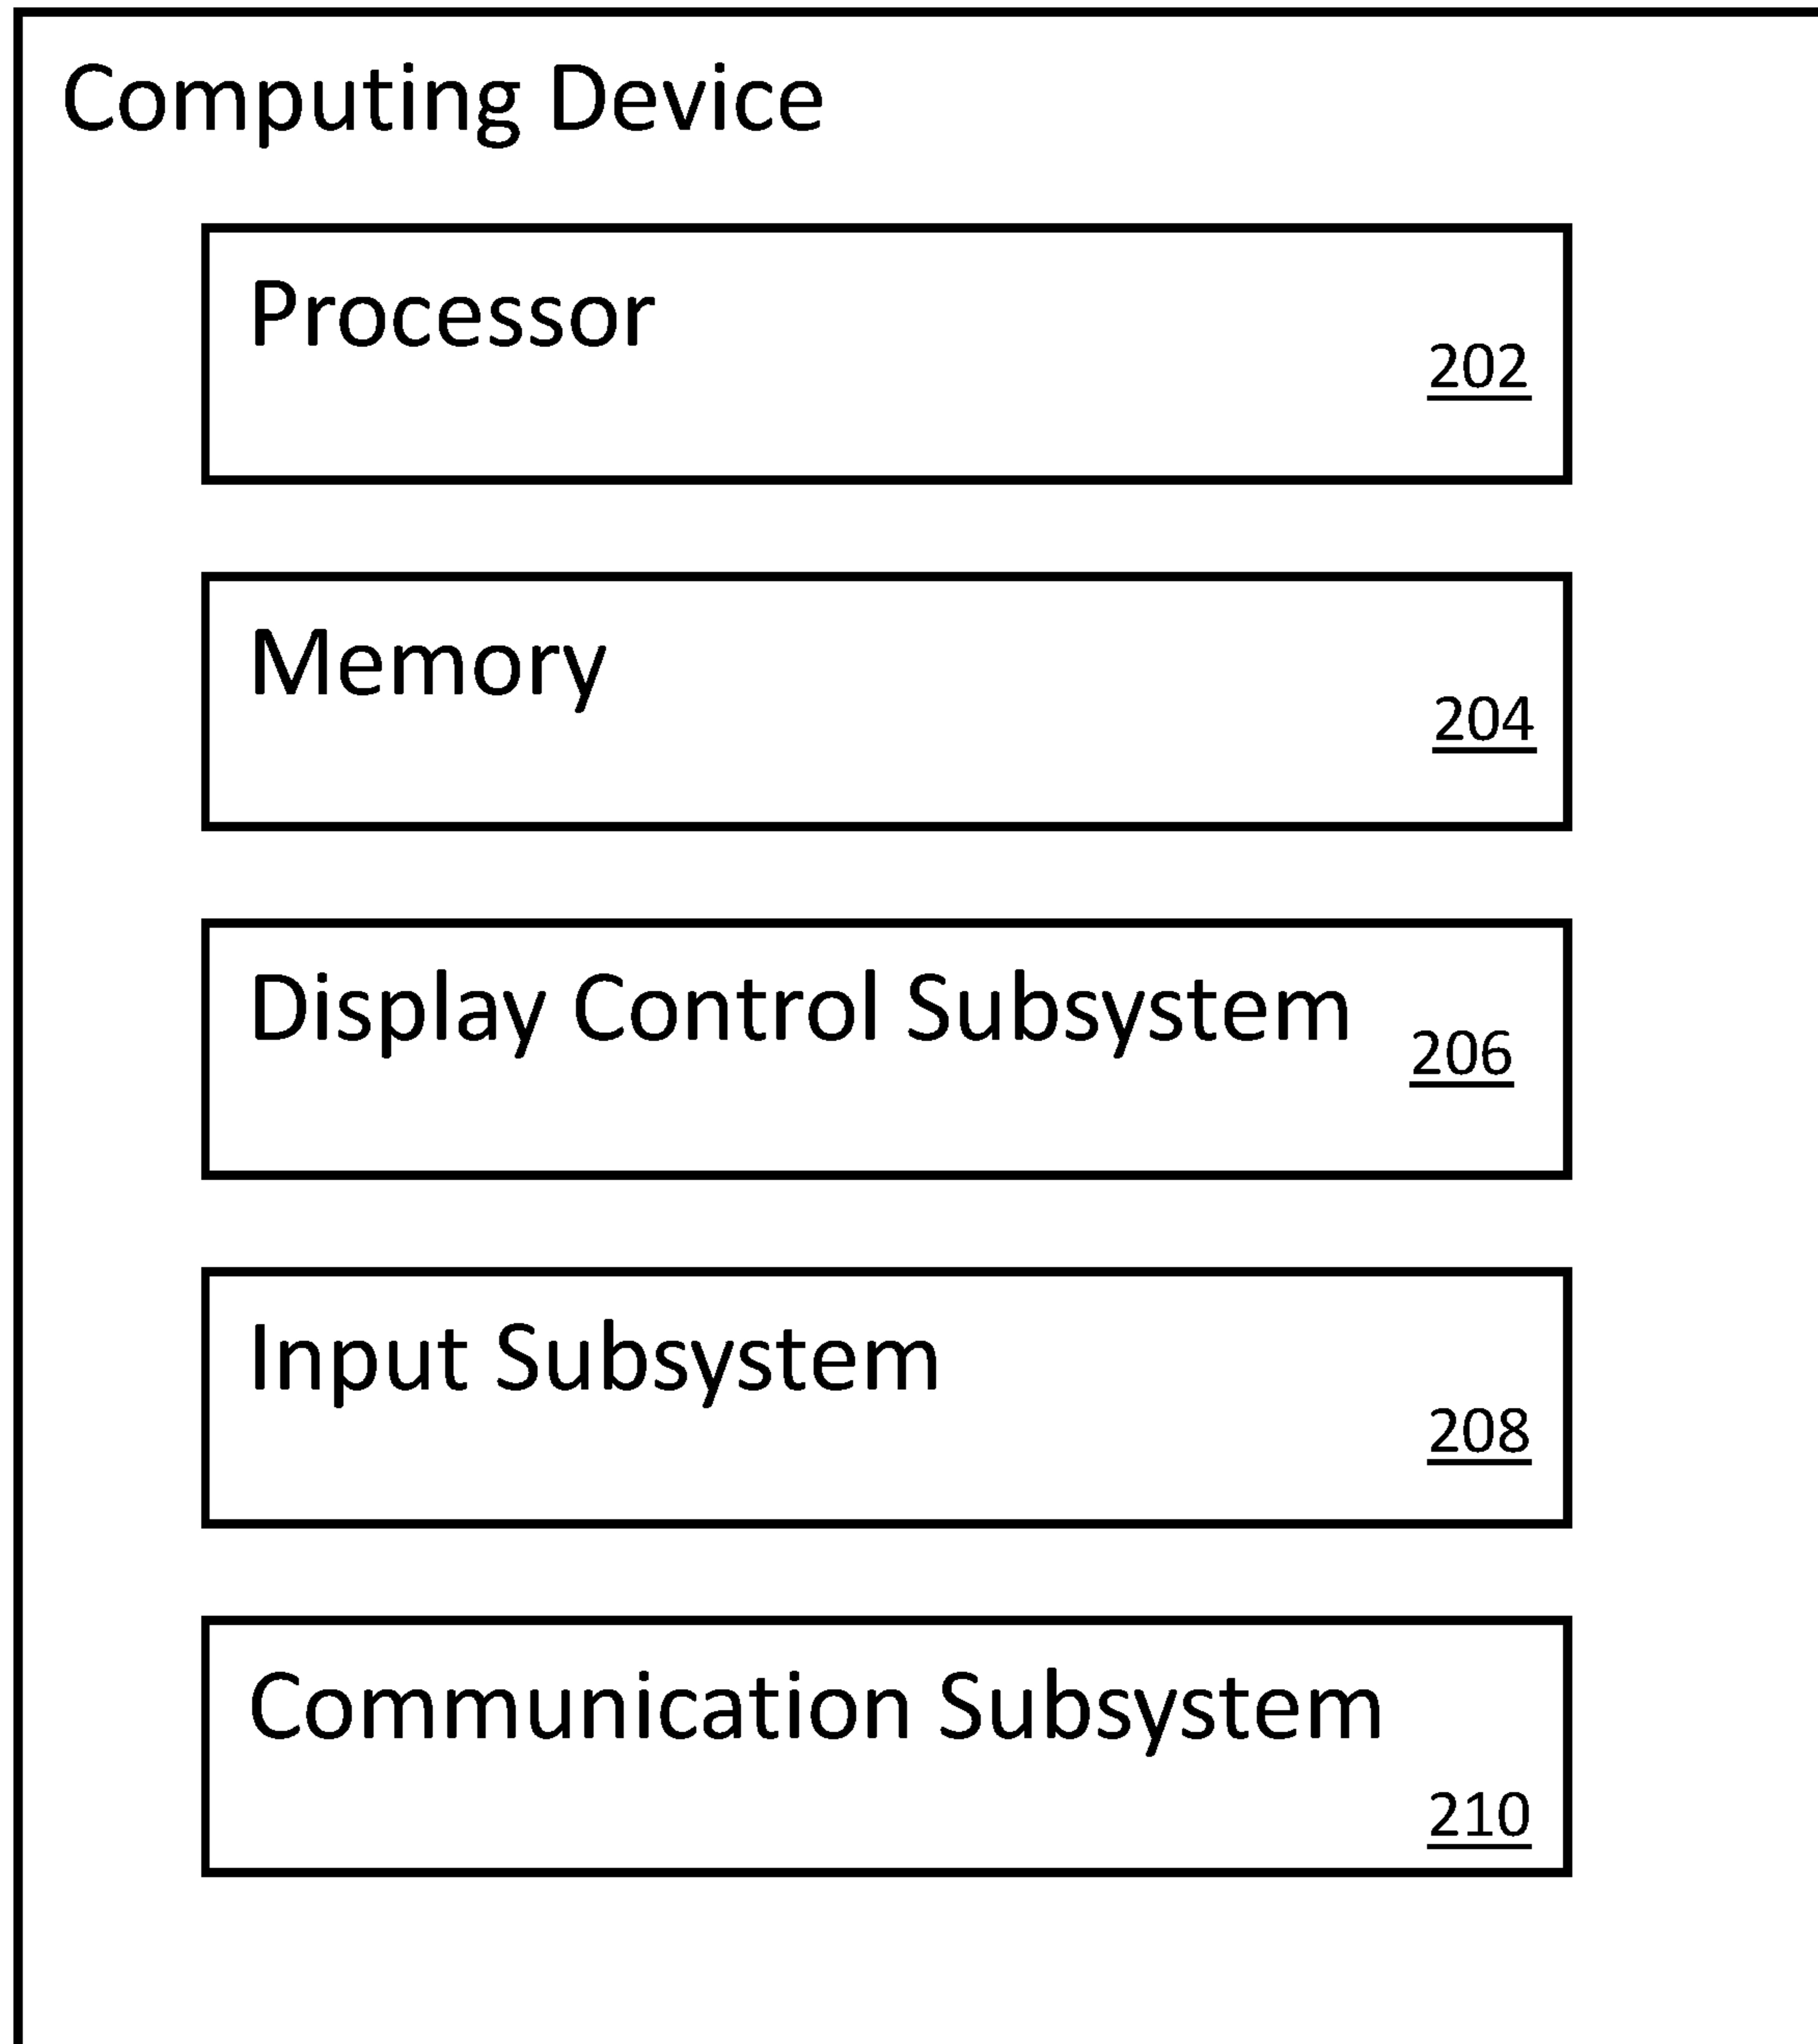 Computing Device
Processor
202
Memory
204
Display Control Subsystem 206
Input Subsystem
208
Communication Subsystem
210